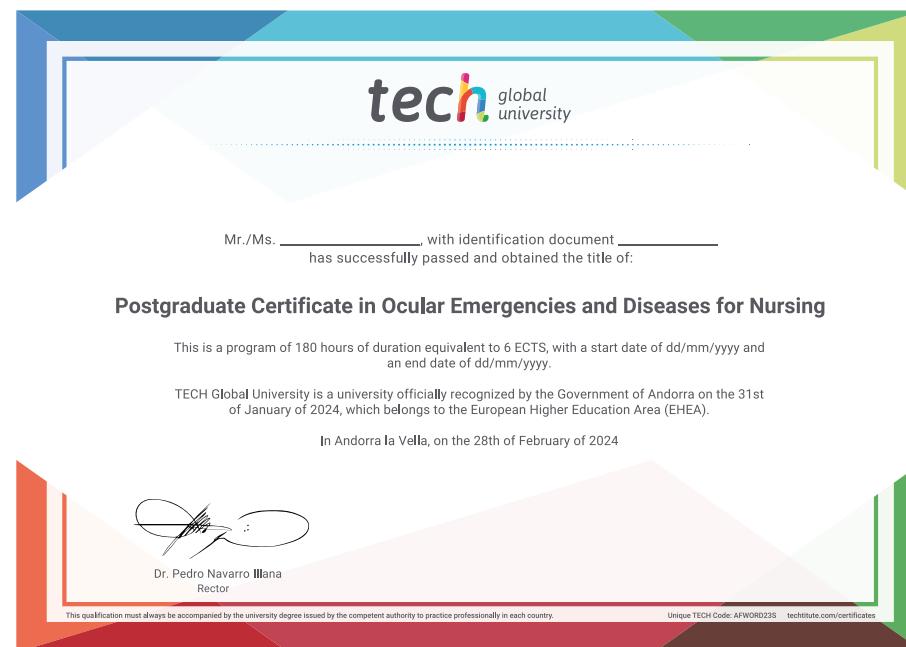 tech global
university
Mr./Ms. ____________, with identification document ____________
has successfully passed and obtained the title of:
Postgraduate Certificate in Ocular Emergencies and Diseases for Nursing
This is a program of 180 hours of duration equivalent to 6 ECTS, with a start date of dd/mm/yyyy and
an end date of dd/mm/yyyy.
TECH Global University is a university officially recognized by the Government of Andorra on the 31st
of January of 2024, which belongs to the European Higher Education Area (EHEA).
In Andorra la Vella, on the 28th of February of 2024
Dr. Pedro Navarro Illana
Rector
This qualification must always be accompanied by the university degree issued by the competent authority to practice professionally in each country.
Unique TECH Code: AFWORD23S techtitute.com/certificates